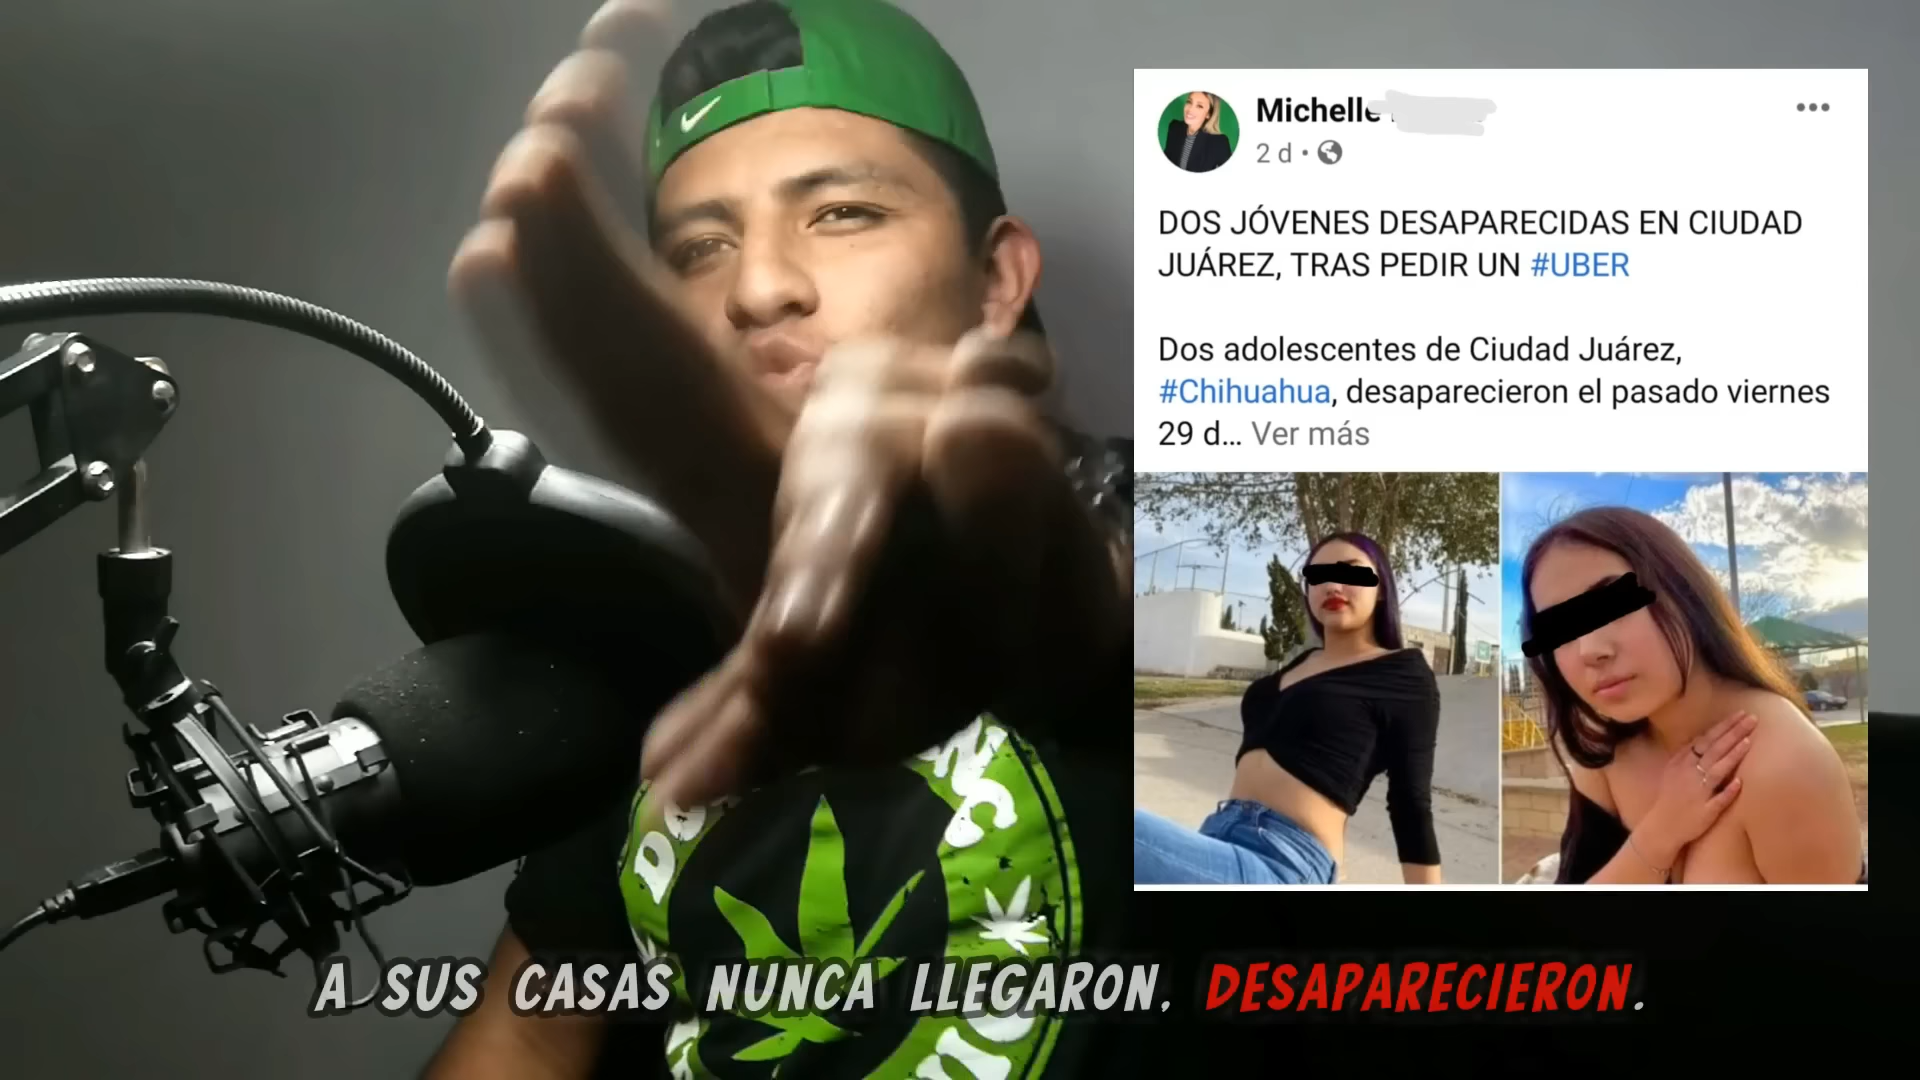 Michelle
2 d
DOS JÓVENES DESAPARECIDAS EN CIUDAD
JUÁREZ, TRAS PEDIR UN #UBER
Dos adolescentes de Ciudad Juárez,
#Chihuahua, desaparecieron el pasado viernes
29 d... Ver más
A SUS CASAS NUNCA LLEGARON. DESAPARECIERON.